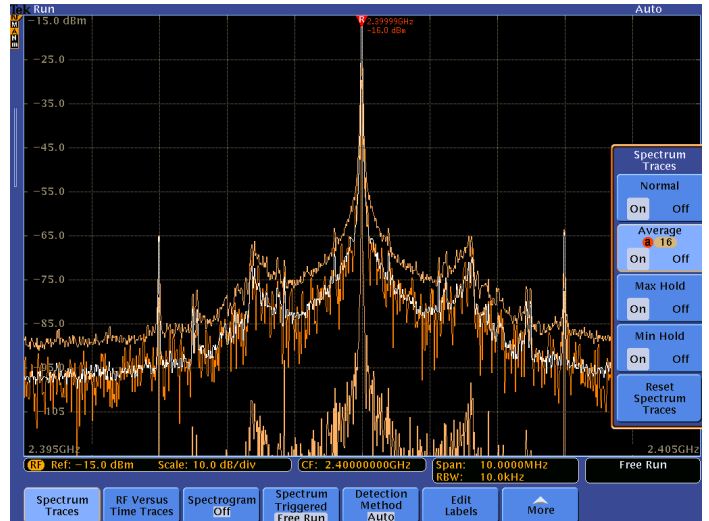 Tek Run Auto
-15.0 dBm
R 2.39999GHz
-16.0 dBm
-25.0
-35.0
-45.0
-55.0
-65.0
-75.0
-85.0
-95.0
-105
2.395GHz
2.405GHz
A
M
m
Spectrum
Traces
Normal
On Off
Average
a 16
On Off
Max Hold
On Off
Min Hold
On Off
Reset
Spectrum
Traces
RF Ref: -15.0 dBm Scale: 10.0 dB/div
CF: 2.40000000GHz
Span: 10.0000MHz
RBW: 10.0kHz
Free Run
Spectrum
Traces
RF Versus
Time Traces
Spectrogram
Off
Spectrum
Triggered
Free Run
Detection
Method
Auto
Edit
Labels
More